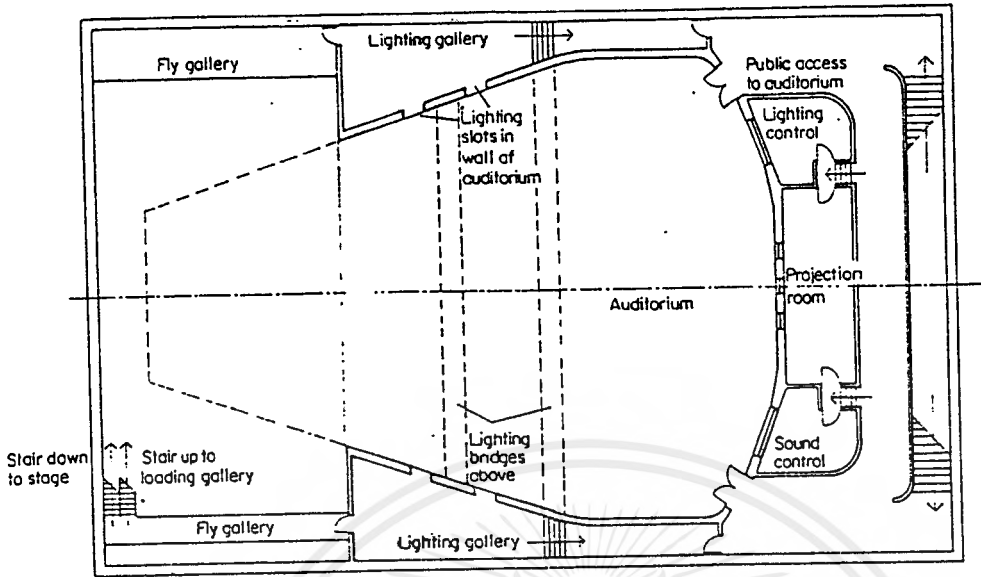 Lighting gallery
Fly gallery
Public access
to auditorium
Lighting
slots in
wall of
auditorium
Lighting
control
Auditorium
Projection
room
Lighting
bridges
above
Sound
control
Stair down
to stage
Stair up to
loading gallery
Fly gallery
Lighting gallery